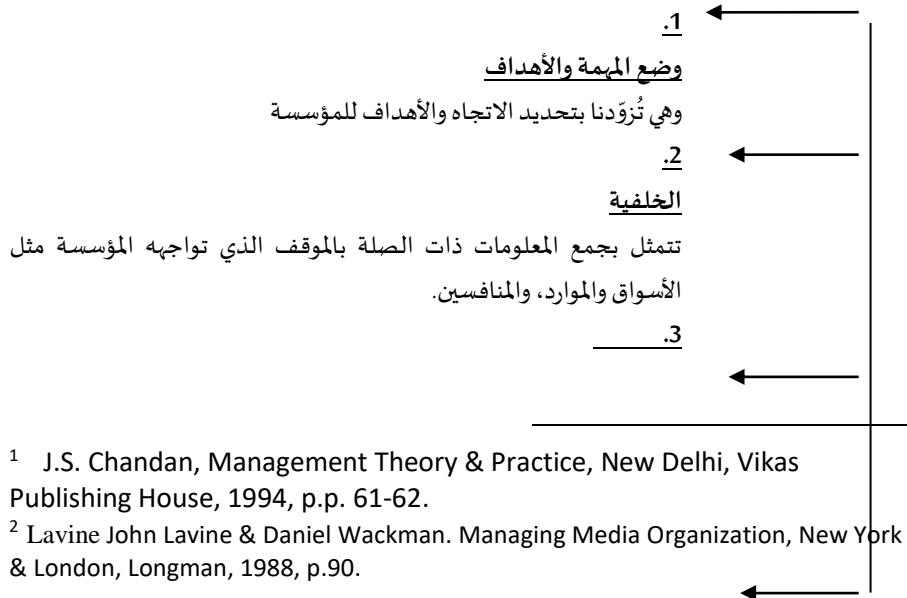 1.
وضع المهمة والأهداف
وهي تُزوّدنا بتحديد الاتجاه والأهداف للمؤسسة
2.
الخلفية
تتمثل بجمع المعلومات ذات الصلة بالموقف الذي تواجهه المؤسسة مثل
الأسواق والموارد، والمنافسين.
3.
1 J.S. Chandan, Management Theory & Practice, New Delhi, Vikas
Publishing House, 1994, p.p. 61-62.
2 Lavine John Lavine & Daniel Wackman. Managing Media Organization, New York
& London, Longman, 1988, p.90.